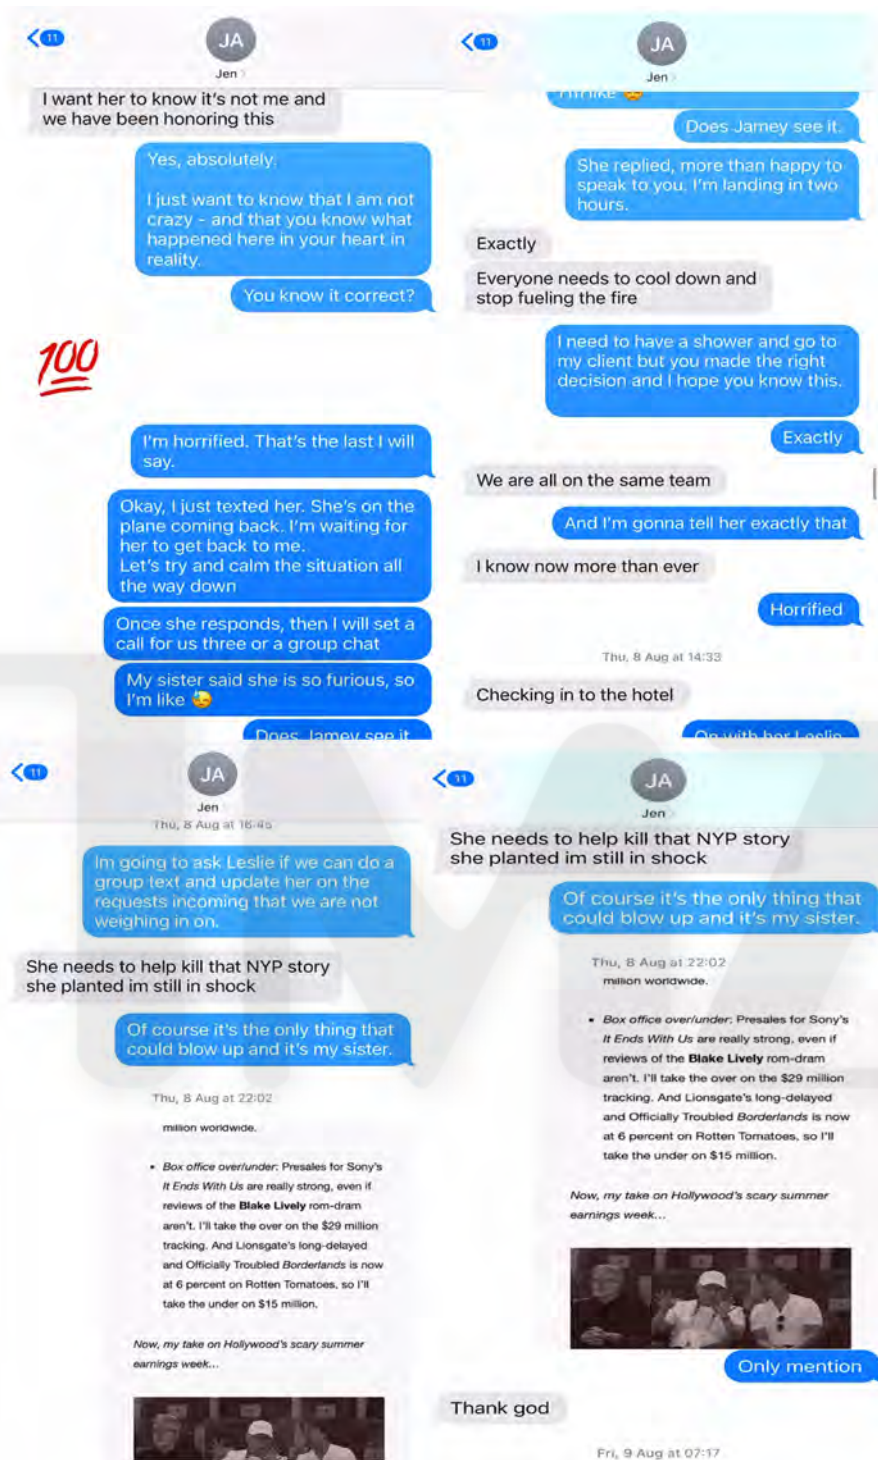 11
JA
Jen
I want her to know it's not me and
we have been honoring this
Yes, absolutely.
I just want to know that I am not
crazy - and that you know what
happened here in your heart in
reality.
You know it correct?
100
I'm horrified. That's the last I will
say.
Okay, I just texted her. She's on the
plane coming back. I'm waiting for
her to get back to me.
Let's try and calm the situation all
the way down
Once she responds, then I will set a
call for us three or a group chat
My sister said she is so furious, so
I'm like 😓
Does Jamey see it
11
JA
Jen
I'm like 😓
Does Jamey see it.
She replied, more than happy to
speak to you. I'm landing in two
hours.
Exactly
Everyone needs to cool down and
stop fueling the fire
I need to have a shower and go to
my client but you made the right
decision and I hope you know this.
Exactly
We are all on the same team
And I'm gonna tell her exactly that
I know now more than ever
Horrified
Thu, 8 Aug at 14:33
Checking in to the hotel
On with her Leslie
11
JA
Jen
Thu, 8 Aug at 16:45
Im going to ask Leslie if we can do a
group text and update her on the
requests incoming that we are not
weighing in on.
She needs to help kill that NYP story
she planted im still in shock
Of course it's the only thing that
could blow up and it's my sister.
Thu, 8 Aug at 22:02
million worldwide.
• Box office over/under: Presales for Sony's
It Ends With Us are really strong, even if
reviews of the Blake Lively rom-dram
aren't. I'll take the over on the $29 million
tracking. And Lionsgate's long-delayed
and Officially Troubled Borderlands is now
at 6 percent on Rotten Tomatoes, so I'll
take the under on $15 million.
Now, my take on Hollywood's scary summer
earnings week...
11
JA
Jen
She needs to help kill that NYP story
she planted im still in shock
Of course it's the only thing that
could blow up and it's my sister.
Thu, 8 Aug at 22:02
million worldwide.
• Box office over/under: Presales for Sony's
It Ends With Us are really strong, even if
reviews of the Blake Lively rom-dram
aren't. I'll take the over on the $29 million
tracking. And Lionsgate's long-delayed
and Officially Troubled Borderlands is now
at 6 percent on Rotten Tomatoes, so I'll
take the under on $15 million.
Now, my take on Hollywood's scary summer
earnings week...
Only mention
Thank god
Fri, 9 Aug at 07:17
TMZ